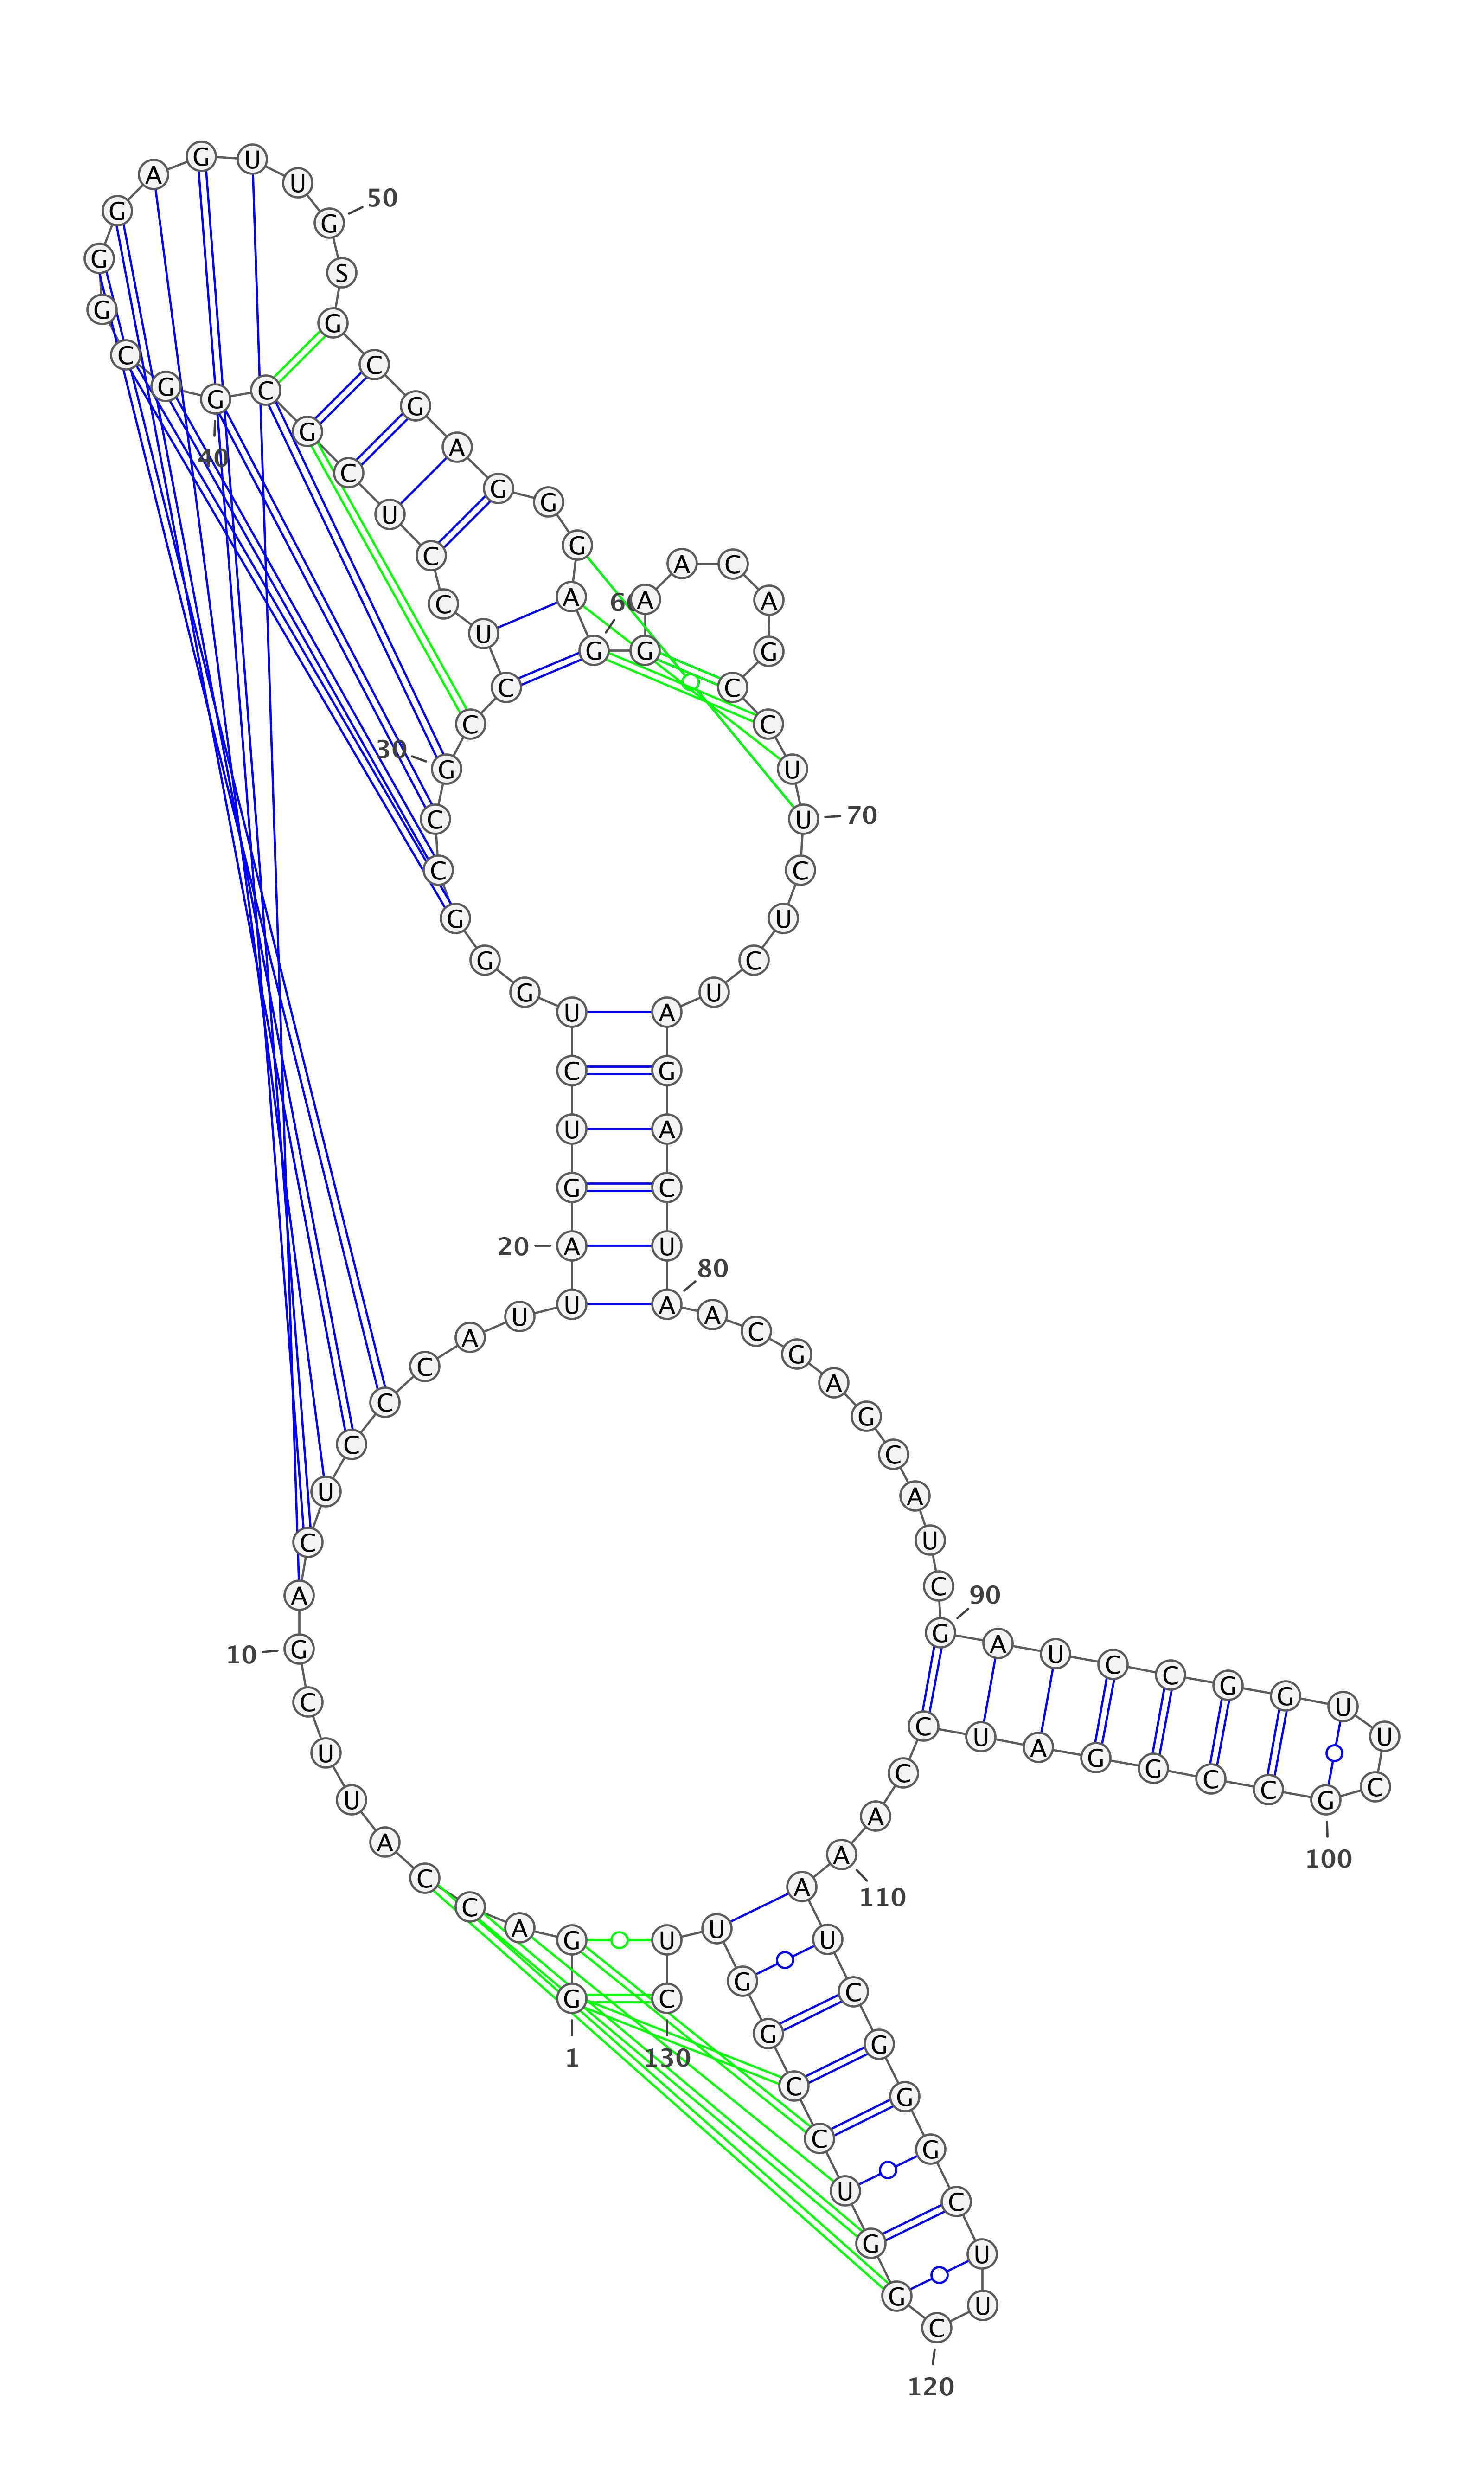 G G A C C A U U C G
1
10
A C U C C C A U U A
20
G U C U G G G C C G
30
C C U C C U C G C G
40
G C G G G A G U U G
50
S G C G A G G G A G
60
G A A C A G C C U U
70
C U C U A G A C U A
80
A C G A G C A U C G
90
A U C C G G U U C G
100
C C G G A U C C A A
110
A U C G G G C U U C
120
G G U C C G G U U C
130